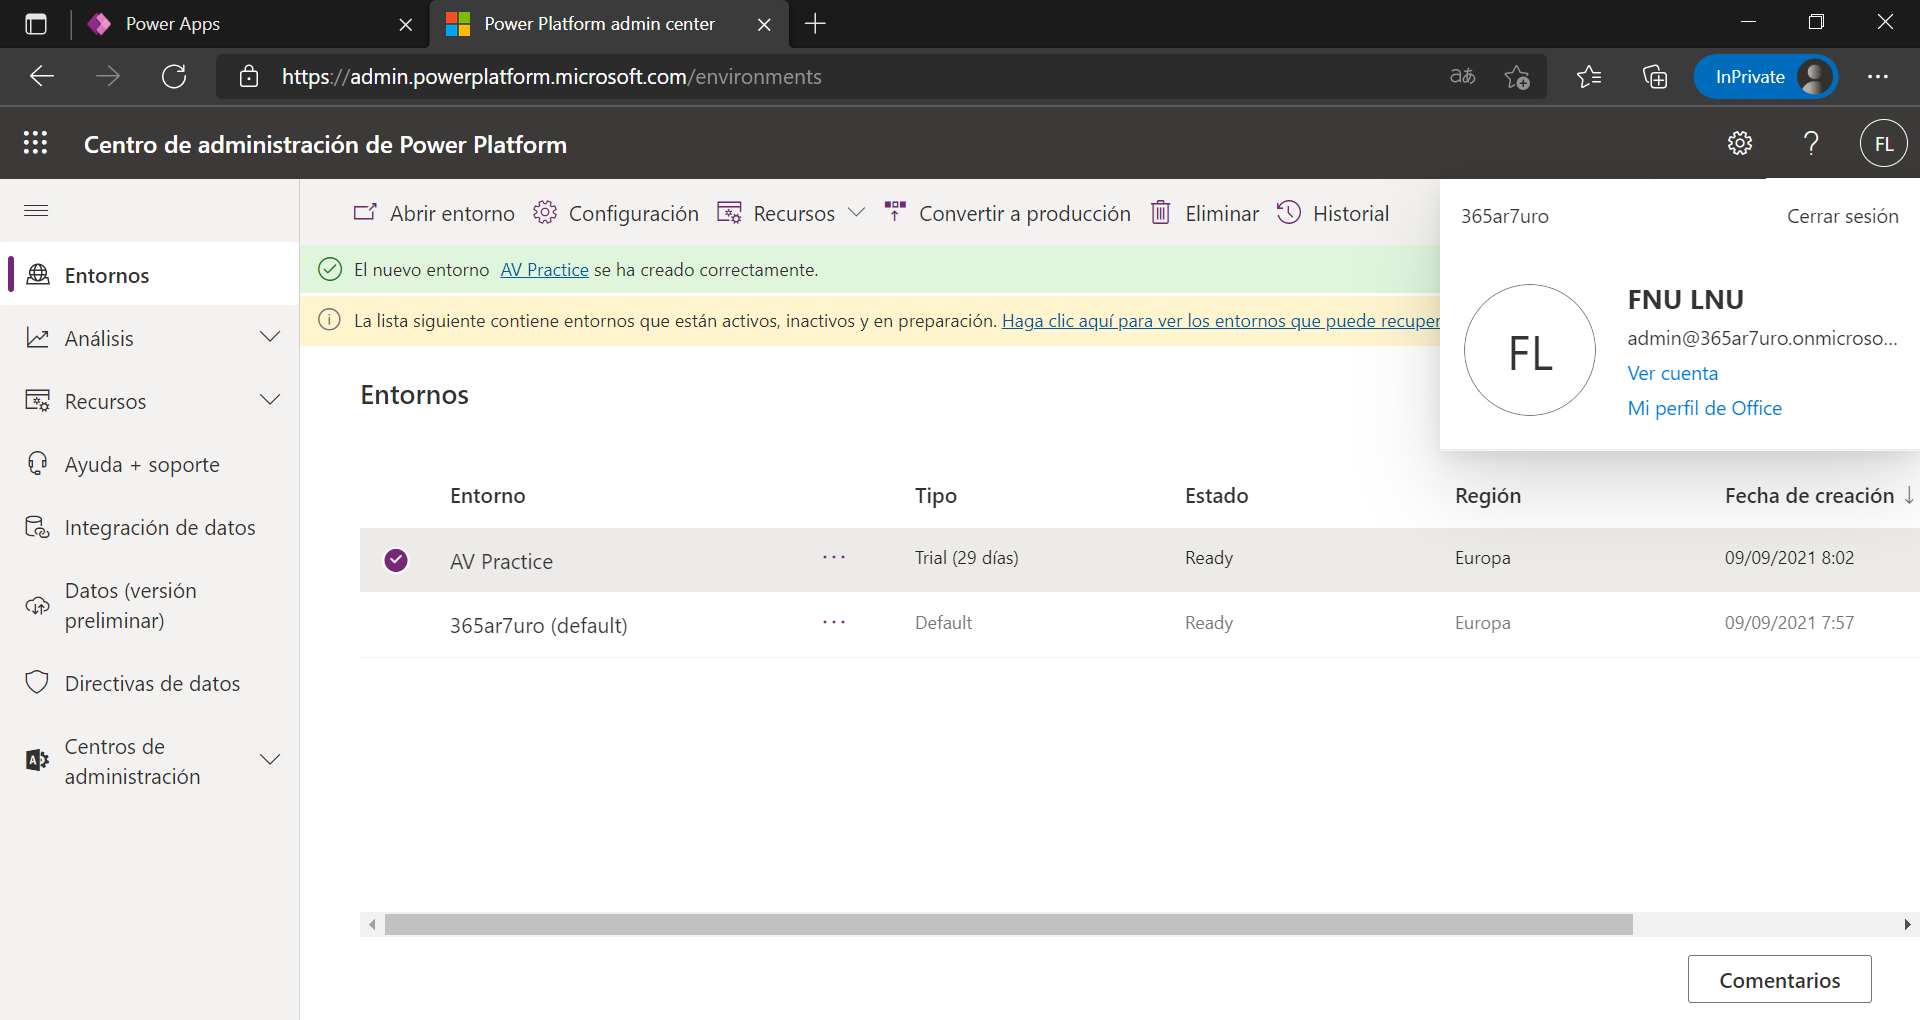 Power Apps
Power Platform admin center
https://admin.powerplatform.microsoft.com/environments
aあ
InPrivate
Centro de administración de Power Platform
?
FL
Abrir entorno
Configuración
Recursos
Convertir a producción
Eliminar
Historial
365ar7uro
Cerrar sesión
El nuevo entorno AV Practice se ha creado correctamente.
La lista siguiente contiene entornos que están activos, inactivos y en preparación. Haga clic aquí para ver los entornos que puede recuper
FL
FNU LNU
admin@365ar7uro.onmicroso...
Ver cuenta
Mi perfil de Office
Entornos
Análisis
Recursos
Ayuda + soporte
Integración de datos
Datos (versión
preliminar)
Directivas de datos
Centros de
administración
Entornos
Entorno Tipo Estado Región Fecha de creación
AV Practice Trial (29 días) Ready Europa 09/09/2021 8:02
365ar7uro (default) Default Ready Europa 09/09/2021 7:57
Comentarios